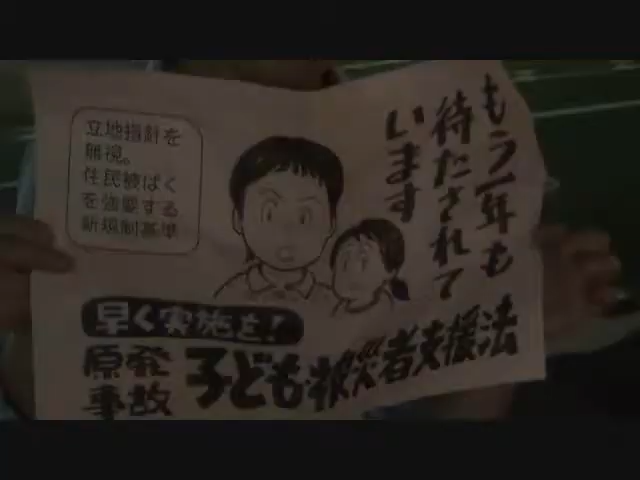 もう1年も
待たされて
います
立地指針を
無視。
住民被ばく
を強要する
新規制基準
早く実施を!
原発
事故
子ども・被災者支援法